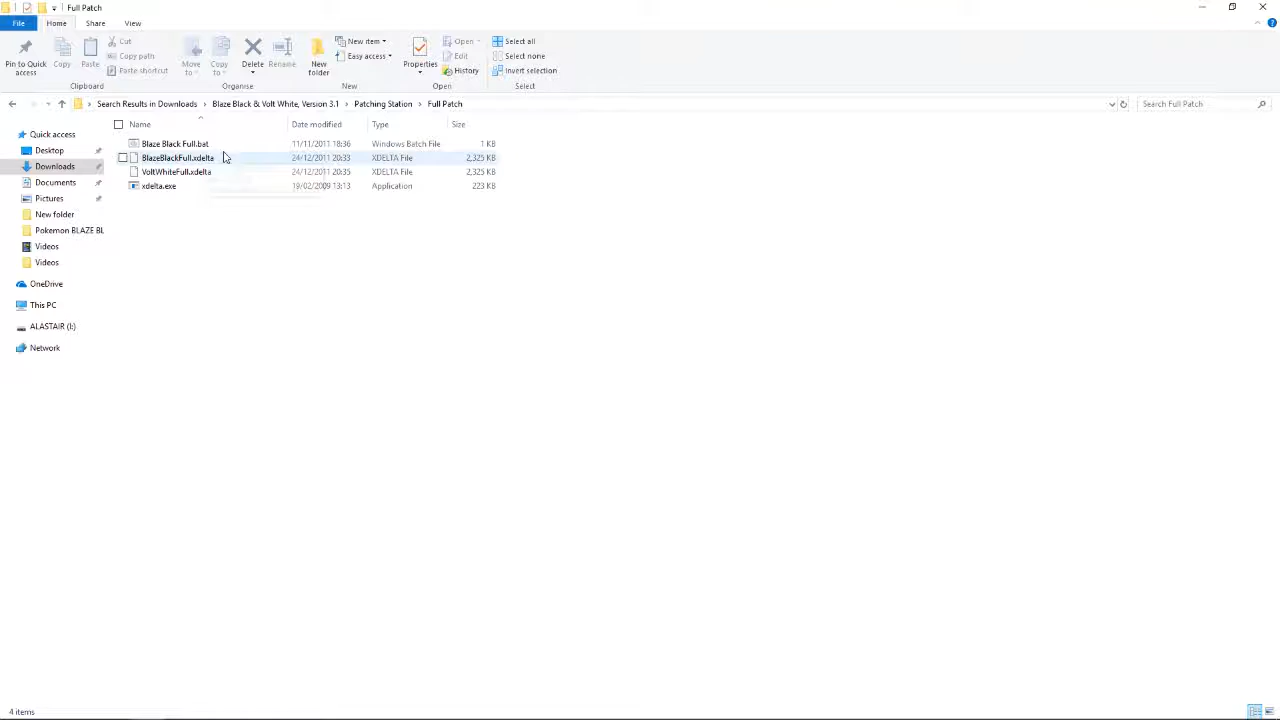 Full Patch
File Home Share View
Pin to Quick access
Copy
Paste
Cut
Copy path
Paste shortcut
Clipboard
Move to
Copy to
Delete
Rename
Organise
New folder
New item
Easy access
New
Properties
Open
Edit
History
Open
Select all
Select none
Invert selection
Select
Search Results in Downloads Blaze Black & Volt White, Version 3.1 Patching Station Full Patch
Search Full Patch
Quick access
Desktop
Downloads
Documents
Pictures
New folder
Pokemon BLAZE BL
Videos
Videos
OneDrive
This PC
ALASTAIR (I:)
Network
Name Date modified Type Size
Blaze Black Full.bat 11/11/2011 18:36 Windows Batch File 1 KB
BlazeBlackFull.xdelta 24/12/2011 20:33 XDELTA File 2,325 KB
VoltWhiteFull.xdelta 24/12/2011 20:35 XDELTA File 2,325 KB
xdelta.exe 19/02/2009 13:13 Application 223 KB
4 items